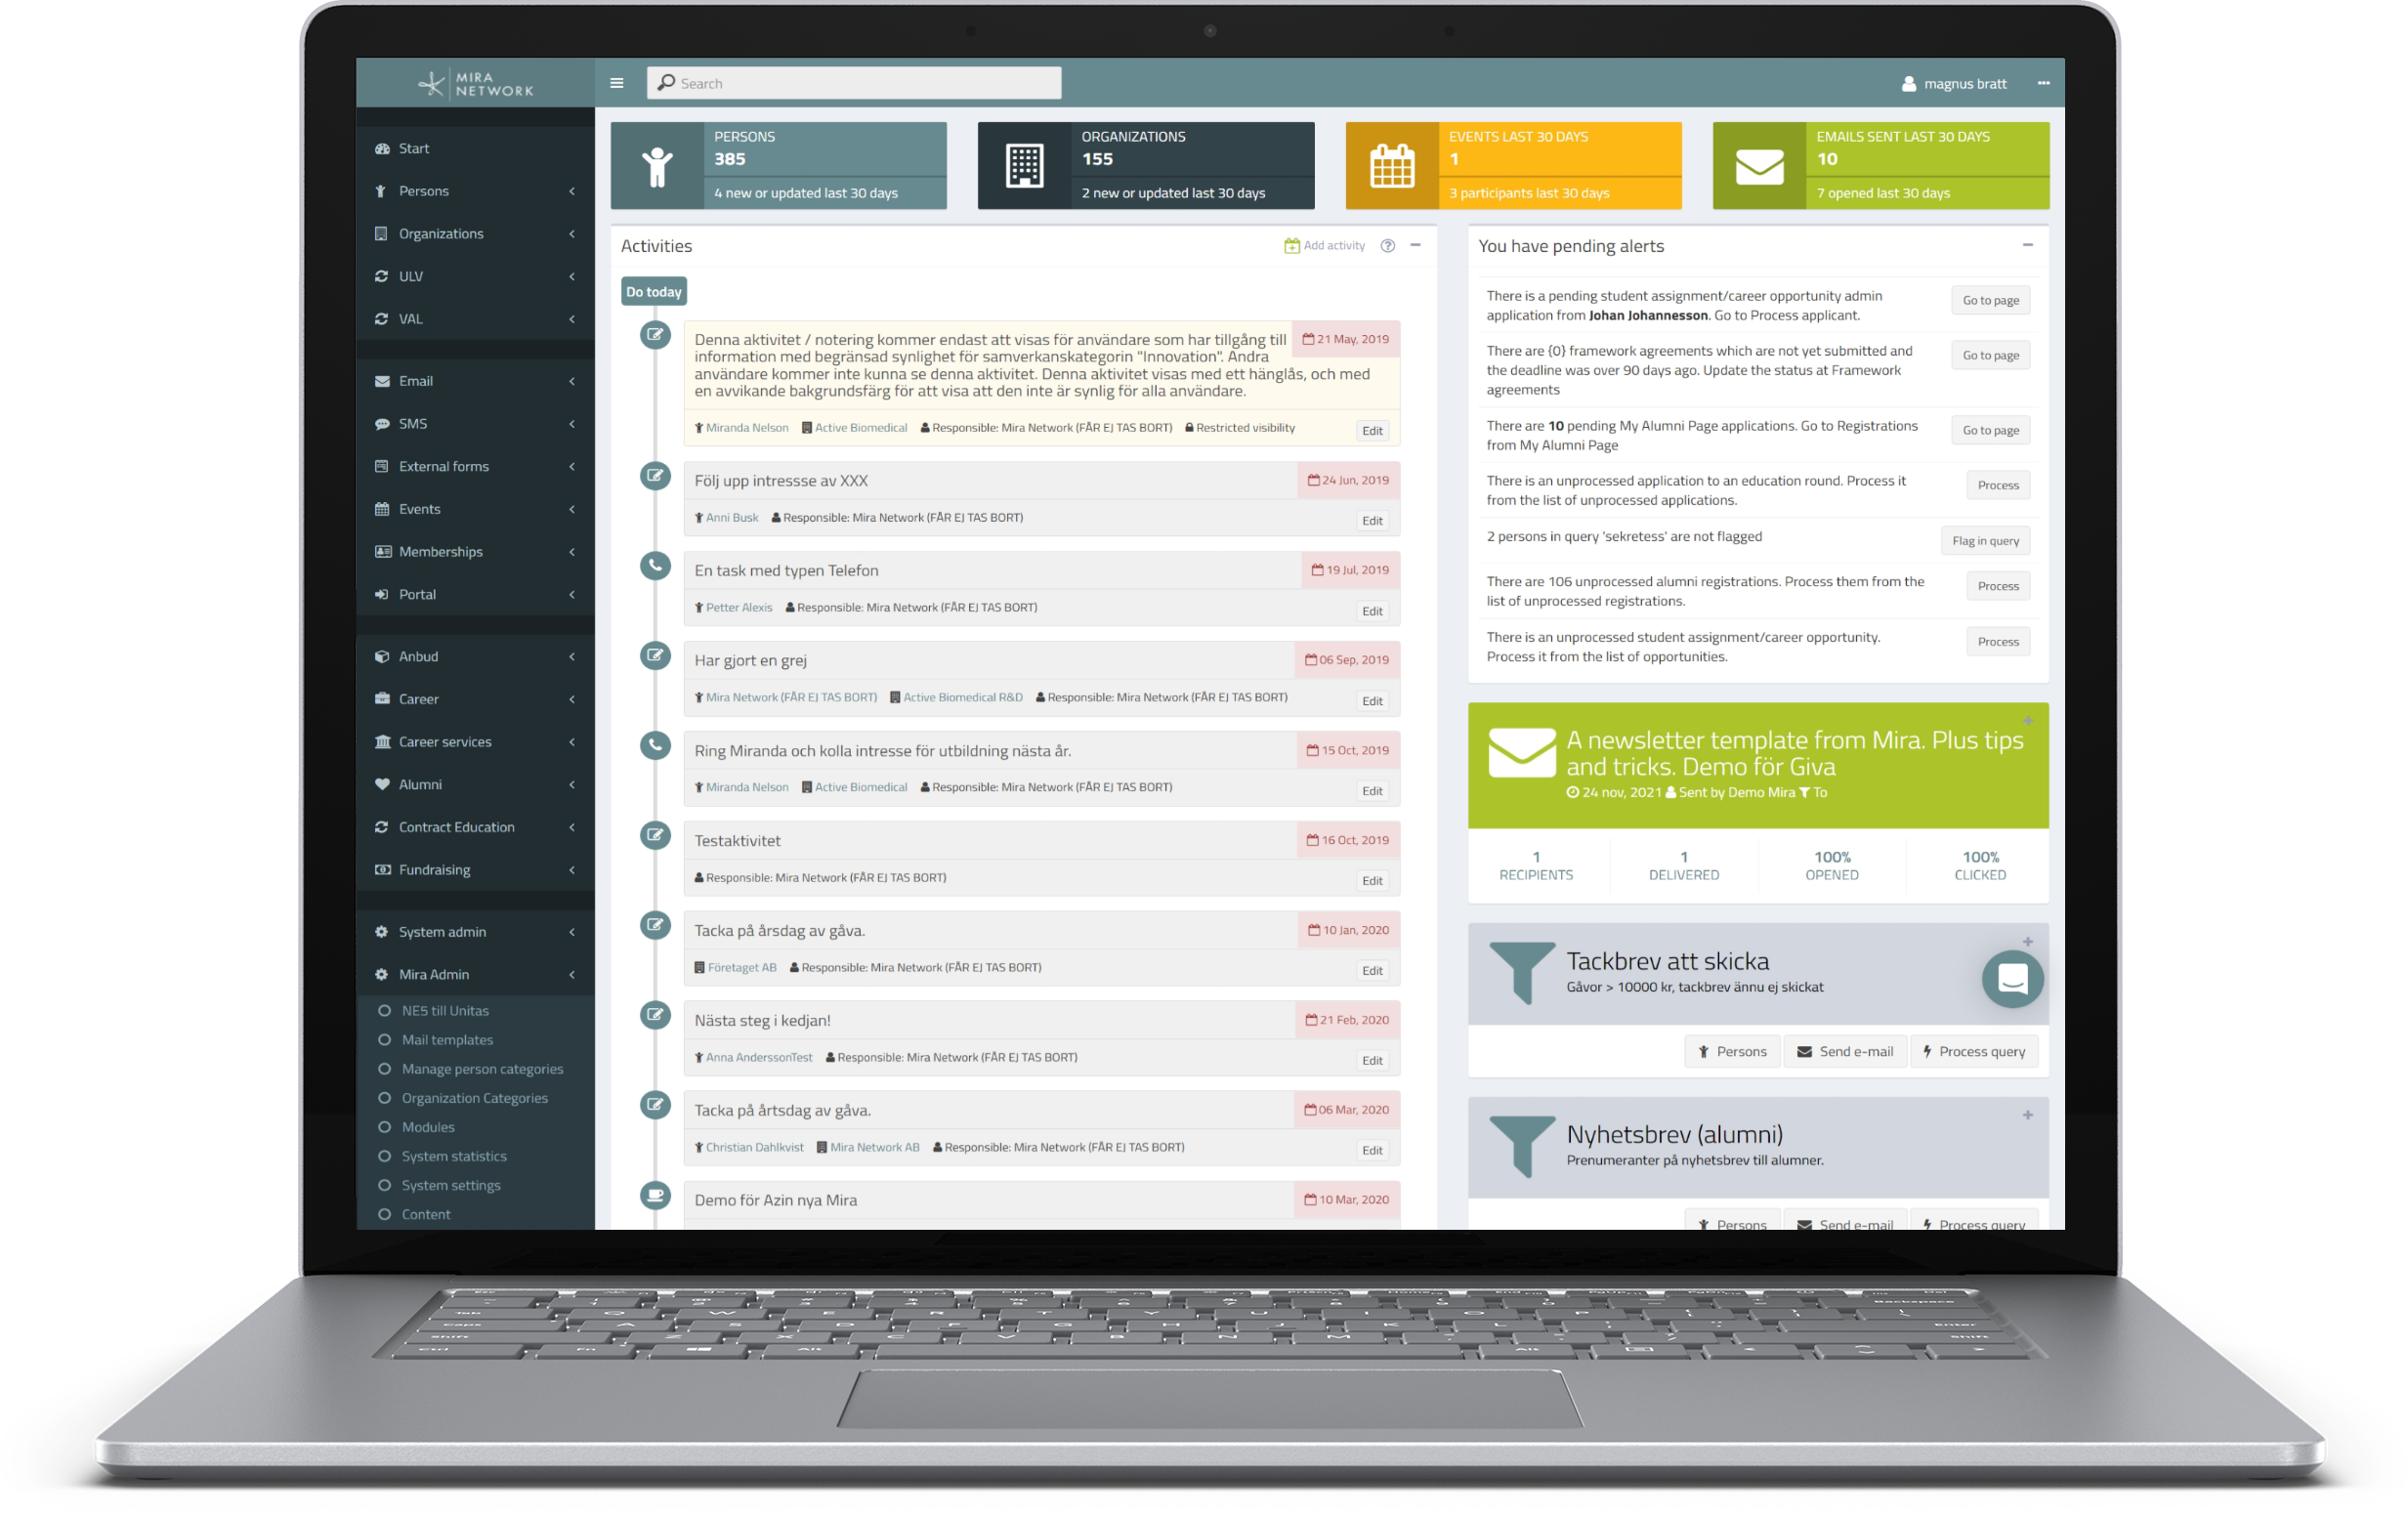 MIRA
NETWORK
Search
magnus bratt
Start
Persons
Organizations
ULV
VAL
Email
SMS
External forms
Events
Memberships
Portal
Anbud
Career
Career services
Alumni
Contract Education
Fundraising
System admin
Mira Admin
NE5 till Unitas
Mail templates
Manage person categories
Organization Categories
Modules
System statistics
System settings
Content
PERSONS
385
4 new or updated last 30 days
ORGANIZATIONS
155
2 new or updated last 30 days
EVENTS LAST 30 DAYS
1
3 participants last 30 days
EMAILS SENT LAST 30 DAYS
10
7 opened last 30 days
Activities
Add activity
Do today
Denna aktivitet / notering kommer endast att visas för användare som har tillgång till
information med begränsad synlighet för samverkanskategorin "Innovation". Andra
användare kommer inte kunna se denna aktivitet. Denna aktivitet visas med ett hänglås, och med
en avvikande bakgrundsfärg för att visa att den inte är synlig för alla användare.
21 May, 2019
Miranda Nelson Active Biomedical Responsible: Mira Network (FÅR EJ TAS BORT) Restricted visibility
Edit
Följ upp intressse av XXX
24 Jun, 2019
Anni Busk Responsible: Mira Network (FÅR EJ TAS BORT)
Edit
En task med typen Telefon
19 Jul, 2019
Petter Alexis Responsible: Mira Network (FÅR EJ TAS BORT)
Edit
Har gjort en grej
06 Sep, 2019
Mira Network (FÅR EJ TAS BORT) Active Biomedical R&D Responsible: Mira Network (FÅR EJ TAS BORT)
Edit
Ring Miranda och kolla intresse för utbildning nästa år.
15 Oct, 2019
Miranda Nelson Active Biomedical Responsible: Mira Network (FÅR EJ TAS BORT)
Edit
Testaktivitet
16 Oct, 2019
Responsible: Mira Network (FÅR EJ TAS BORT)
Edit
Tacka på årsdag av gåva.
10 Jan, 2020
Företaget AB Responsible: Mira Network (FÅR EJ TAS BORT)
Edit
Nästa steg i kedjan!
21 Feb, 2020
Anna AnderssonTest Responsible: Mira Network (FÅR EJ TAS BORT)
Edit
Tacka på årtsdag av gåva.
06 Mar, 2020
Christian Dahlkvist Mira Network AB Responsible: Mira Network (FÅR EJ TAS BORT)
Edit
Demo för Azin nya Mira
10 Mar, 2020
You have pending alerts
There is a pending student assignment/career opportunity admin
application from Johan Johannesson. Go to Process applicant.
Go to page
There are {0} framework agreements which are not yet submitted and
the deadline was over 90 days ago. Update the status at Framework
agreements
Go to page
There are 10 pending My Alumni Page applications. Go to Registrations
from My Alumni Page
Go to page
There is an unprocessed application to an education round. Process it
from the list of unprocessed applications.
Process
2 persons in query 'sekretess' are not flagged
Flag in query
There are 106 unprocessed alumni registrations. Process them from the
list of unprocessed registrations.
Process
There is an unprocessed student assignment/career opportunity.
Process it from the list of opportunities.
Process
A newsletter template from Mira. Plus tips
and tricks. Demo för Giva
24 nov, 2021 Sent by Demo Mira To
1
RECIPIENTS
1
DELIVERED
100%
OPENED
100%
CLICKED
Tackbrev att skicka
Gåvor > 10000 kr, tackbrev ännu ej skickat
Persons
Send e-mail
Process query
Nyhetsbrev (alumni)
Prenumeranter på nyhetsbrev till alumner.
Persons
Send e-mail
Process query